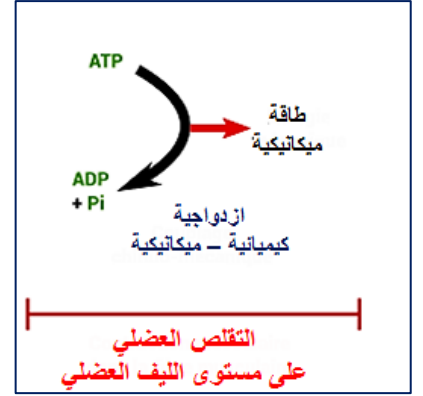 ATP
طاقة
ميكانيكية
ADP
+ Pi
ازدواجية
كيميائية – ميكانيكية
التقلص العضلي
على مستوى الليف العضلي